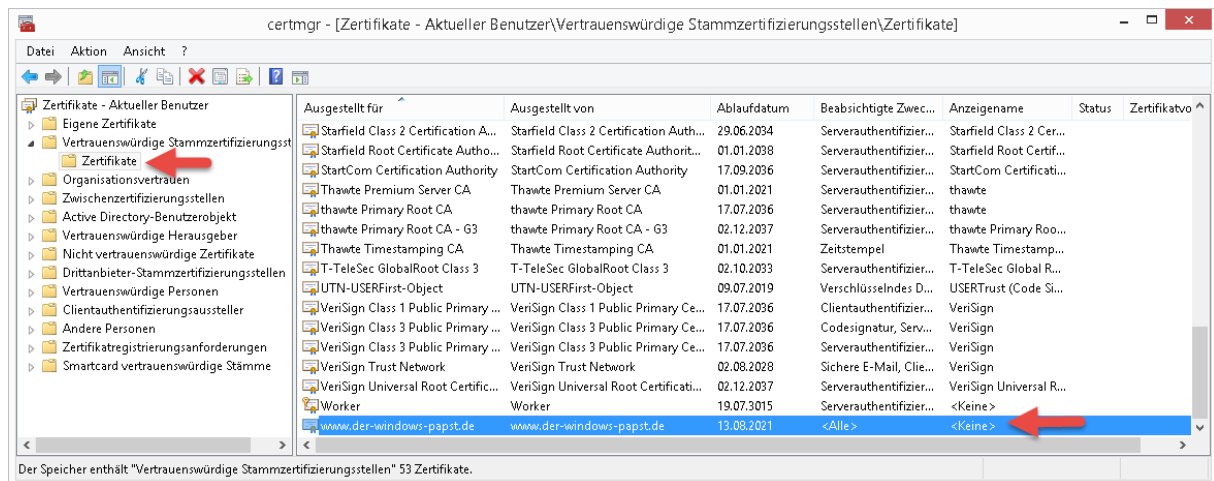 certmgr - [Zertifikate - Aktueller Benutzer\Vertrauenswürdige Stammzertifizierungsstellen\Zertifikate]
Datei Aktion Ansicht ?
Zertifikate - Aktueller Benutzer
Eigene Zertifikate
Vertrauenswürdige Stammzertifizierungsst
Zertifikate
Organisationsvertrauen
Zwischenzertifizierungsstellen
Active Directory-Benutzerobjekt
Vertrauenswürdige Herausgeber
Nicht vertrauenswürdige Zertifikate
Drittanbieter-Stammzertifizierungsstellen
Vertrauenswürdige Personen
Clientauthentifizierungsaussteller
Andere Personen
Zertifikatregistrierungsanforderungen
Smartcard vertrauenswürdige Stämme
Ausgestellt für Ausgestellt von Ablaufdatum Beabsichtigte Zwec... Anzeigename Status Zertifikatvo
Starfield Class 2 Certification A... Starfield Class 2 Certification Auth... 29.06.2034 Serverauthentifizier... Starfield Class 2 Cer...
Starfield Root Certificate Autho... Starfield Root Certificate Authorit... 01.01.2038 Serverauthentifizier... Starfield Root Certif...
StartCom Certification Authority StartCom Certification Authority 17.09.2036 Serverauthentifizier... StartCom Certificati...
Thawte Premium Server CA Thawte Premium Server CA 01.01.2021 Serverauthentifizier... thawte
thawte Primary Root CA thawte Primary Root CA 17.07.2036 Serverauthentifizier... thawte
thawte Primary Root CA - G3 thawte Primary Root CA - G3 02.12.2037 Serverauthentifizier... thawte Primary Roo...
Thawte Timestamping CA Thawte Timestamping CA 01.01.2021 Zeitstempel Thawte Timestamp...
T-TeleSec GlobalRoot Class 3 T-TeleSec GlobalRoot Class 3 02.10.2033 Serverauthentifizier... T-TeleSec Global R...
UTN-USERFirst-Object UTN-USERFirst-Object 09.07.2019 Verschlüsselndes D... USERTrust (Code Si...
VeriSign Class 1 Public Primary ... VeriSign Class 1 Public Primary Ce... 17.07.2036 Clientauthentifizier... VeriSign
VeriSign Class 3 Public Primary ... VeriSign Class 3 Public Primary Ce... 17.07.2036 Codesignatur, Serv... VeriSign
VeriSign Class 3 Public Primary ... VeriSign Class 3 Public Primary Ce... 17.07.2036 Serverauthentifizier... VeriSign
VeriSign Trust Network VeriSign Trust Network 02.08.2028 Sichere E-Mail, Clie... VeriSign
VeriSign Universal Root Certific... VeriSign Universal Root Certificati... 02.12.2037 Serverauthentifizier... VeriSign Universal R...
Worker Worker 19.07.3015 Serverauthentifizier... <Keine>
www.der-windows-papst.de www.der-windows-papst.de 13.08.2021 <Alle> <Keine>
Der Speicher enthält "Vertrauenswürdige Stammzertifizierungsstellen" 53 Zertifikate.